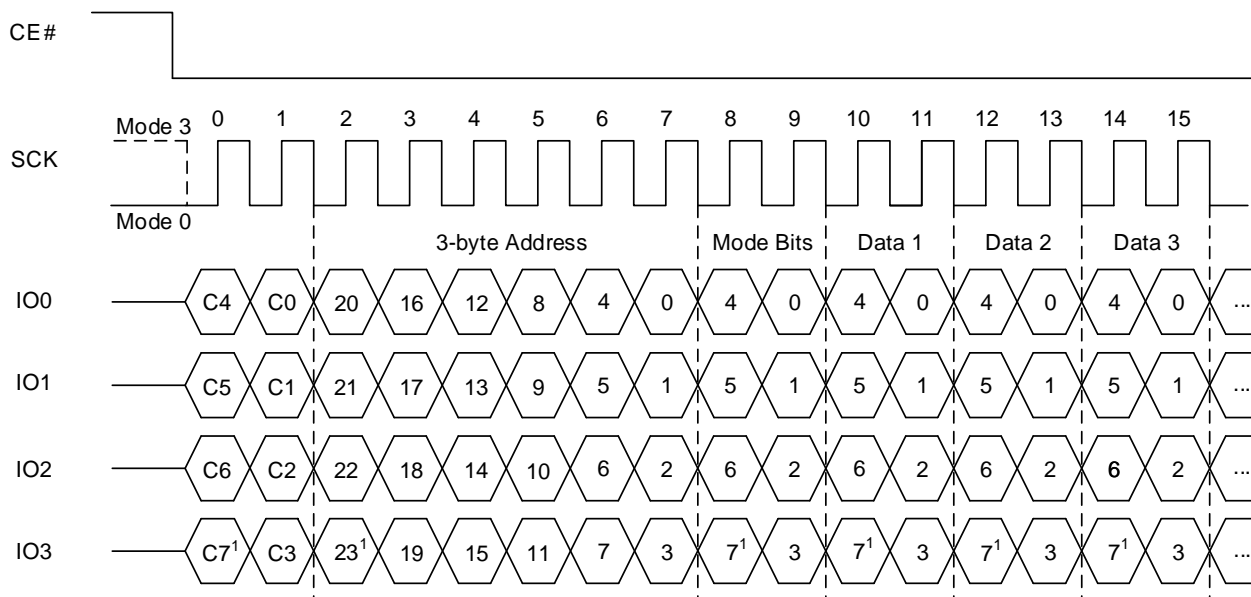 CE#
0 1 2 3 4 5 6 7 8 9 10 11 12 13 14 15
Mode 3
SCK
Mode 0
3-byte Address Mode Bits Data 1 Data 2 Data 3
IO0 C4 C0 20 16 12 8 4 0 4 0 4 0 4 0 4 0 ...
IO1 C5 C1 21 17 13 9 5 1 5 1 5 1 5 1 5 1 ...
IO2 C6 C2 22 18 14 10 6 2 6 2 6 2 6 2 6 2 ...
IO3 C7¹ C3 23¹ 19 15 11 7 3 7¹ 3 7¹ 3 7¹ 3 7¹ 3 ...